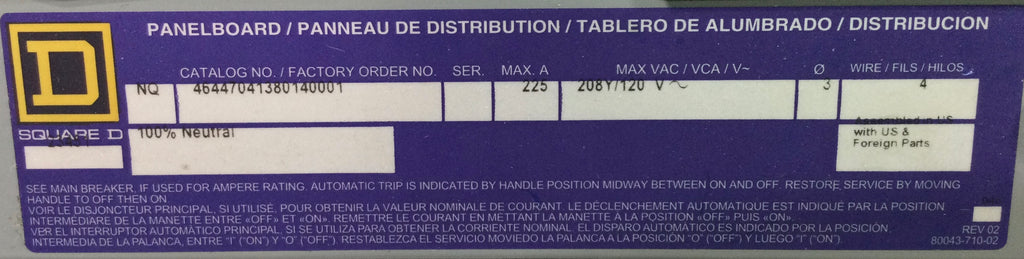 PANELBOARD / PANNEAU DE DISTRIBUTION / TABLERO DE ALUMBRADO / DISTRIBUCION
CATALOG NO. / FACTORY ORDER NO. SER. MAX. A MAX VAC / VCA / V~ Ø WIRE / FILS / HILOS
NQ 46447041380140001 225 208Y/120 V ~ 3 4
SQUARE D 100% Neutral
Assembled in US
with US &
Foreign Parts
SEE MAIN BREAKER, IF USED FOR AMPERE RATING. AUTOMATIC TRIP IS INDICATED BY HANDLE POSITION MIDWAY BETWEEN ON AND OFF. RESTORE SERVICE BY MOVING
HANDLE TO OFF THEN ON
VOIR LE DISJONCTEUR PRINCIPAL, SI UTILISÉ, POUR OBTENIR LA VALEUR NOMINALE DE COURANT. LE DÉCLENCHEMENT AUTOMATIQUE EST INDIQUÉ PAR LA POSITION
INTERMEDIAIRE DE LA MANETTE ENTRE «OFF» ET «ON». REMETTRE LE COURANT EN METTANT LA MANETTE À LA POSITION «OFF» PUIS «ON».
VER EL INTERRUPTOR AUTOMÁTICO PRINCIPAL, SI SE UTILIZA PARA OBTENER LA CORRIENTE NOMINAL. EL DISPARO AUTOMÁTICO ES INDICADO POR LA POSICIÓN,
INTERMEDIA DE LA PALANCA, ENTRE "I" ("ON") Y "O" ("OFF"). RESTABLEZCA EL SERVICIO MOVIEDO LA PALANCA A LA POSICIÓN "O" ("OFF") Y LUEGO "I" ("ON").
REV 02
80043-710-02